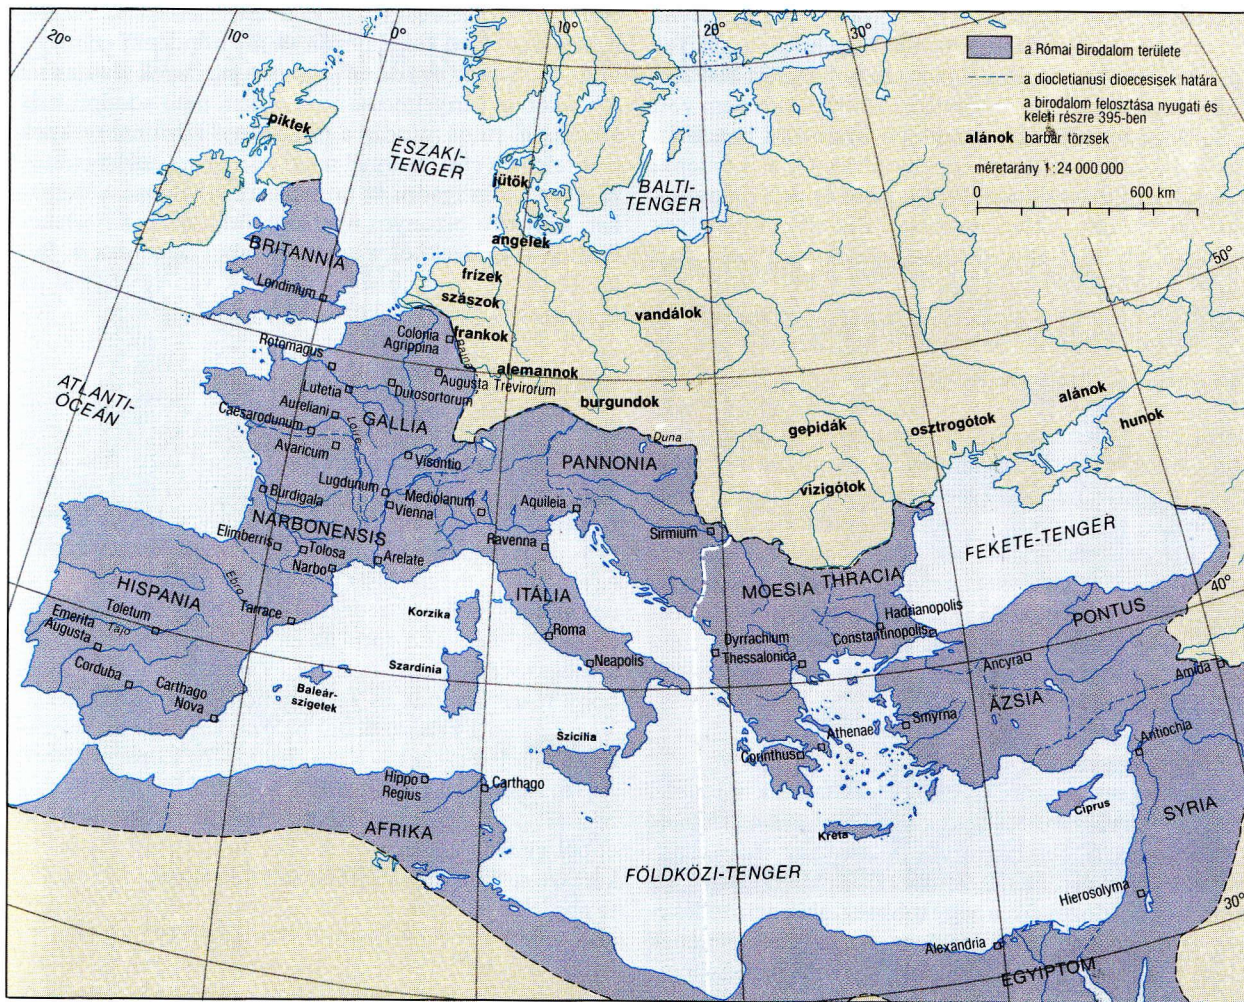 20°
10°
0°
10°
20°
30°
a Római Birodalom területe
a diocletianusi dioecesisek határa
a birodalom felosztása nyugati és
keleti részre 395-ben
alánok barbár törzsek
méretarány 1:24 000 000
0 600 km
piktek
ÉSZAKI-
TENGER
jütök
BALTI-
TENGER
angelek
BRITANNIA
Londinium
frízek
szászok
frankok
vandálok
50°
Colonia
Agrippina
Rajna
Rotomagus
alemannok
Augusta Trevirorum
Durosortorum
Lutetia
ATLANTI-
ÓCEÁN
Aureliani
Caesarodunum
GALLIA
Loire
Avaricum
burgundok
alánok
hunok
gepidák
osztrogótok
Duna
Visontio
PANNONIA
vizigótok
Lugdunum
Mediolanum
Vienna
Aquileia
Burdigala
NARBONENSIS
Elimberris
Tolosa
Narbo
Arelate
Ravenna
Sirmium
FEKETE-TENGER
MOESIA THRACIA
40°
HISPANIA
Ebro
Tarrace
Toletum
Tajo
Emerita
Augusta
Corduba
Carthago
Nova
Korzika
ITÁLIA
Roma
Neapolis
Szardínia
Baleár-
szigetek
Hadrianopolis
Constantinopolis
Dyrrachium
Thessalonica
PONTUS
Ancyra
Amida
ÁZSIA
Smyrna
Athenae
Corinthus
Antiochia
Szicília
Hippo
Regius
Carthago
AFRIKA
Kréta
Ciprus
SYRIA
FÖLDKÖZI-TENGER
Hierosolyma
30°
Alexandria
EGYIPTOM